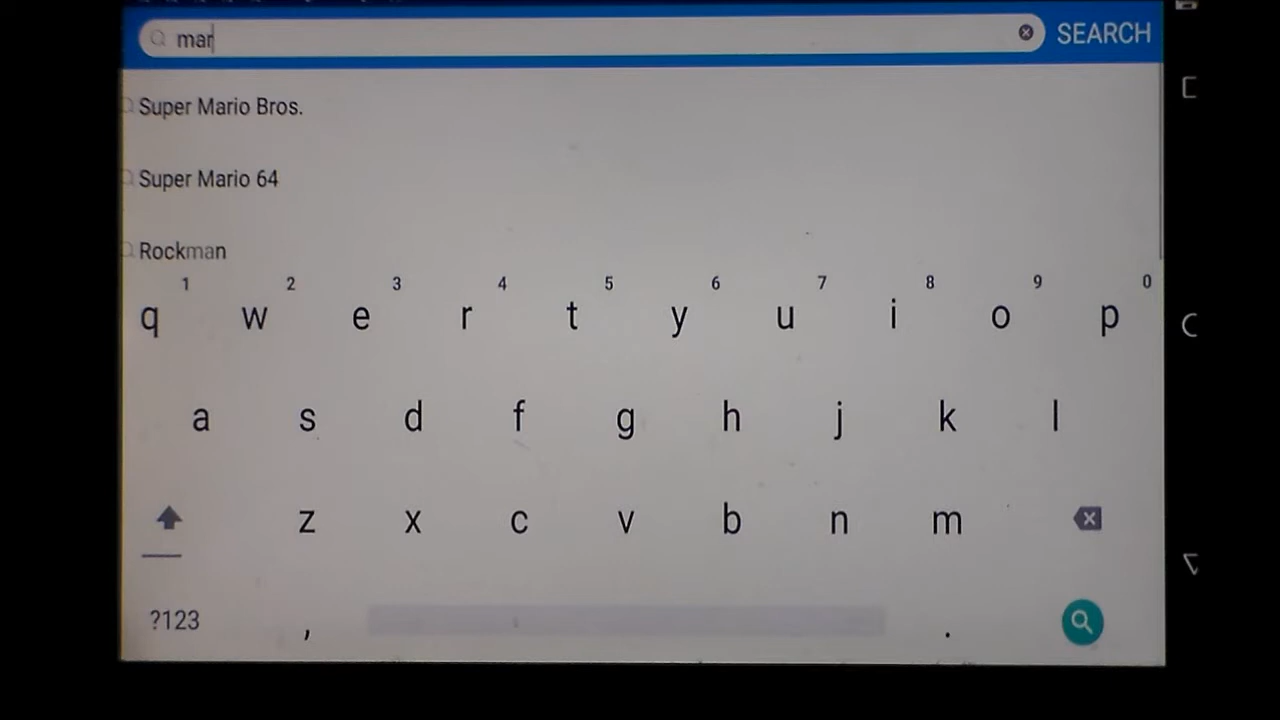 mar SEARCH
Super Mario Bros.
Super Mario 64
Rockman
1 2 3 4 5 6 7 8 9 0
q w e r t y u i o p
a s d f g h j k l
z x c v b n m
?123 , .